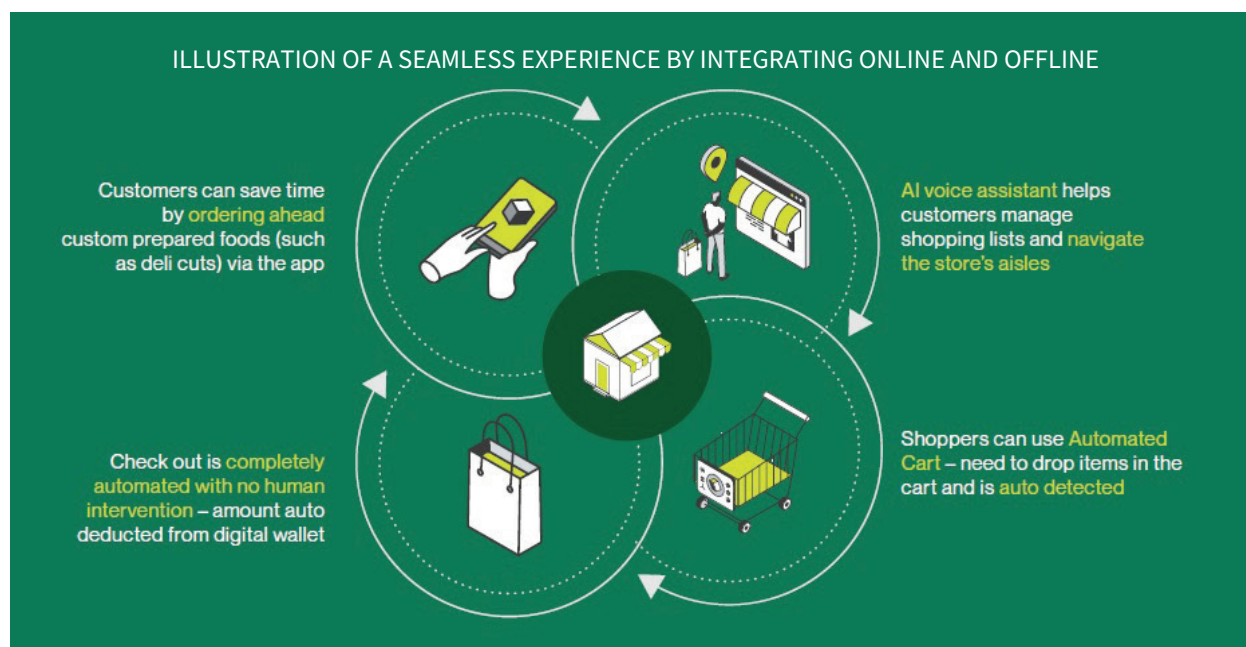 ILLUSTRATION OF A SEAMLESS EXPERIENCE BY INTEGRATING ONLINE AND OFFLINE
Customers can save time
by ordering ahead
custom prepared foods (such
as deli cuts) via the app
AI voice assistant helps
customers manage
shopping lists and navigate
the store's aisles
Check out is completely
automated with no human
intervention – amount auto
deducted from digital wallet
Shoppers can use Automated
Cart – need to drop items in the
cart and is auto detected